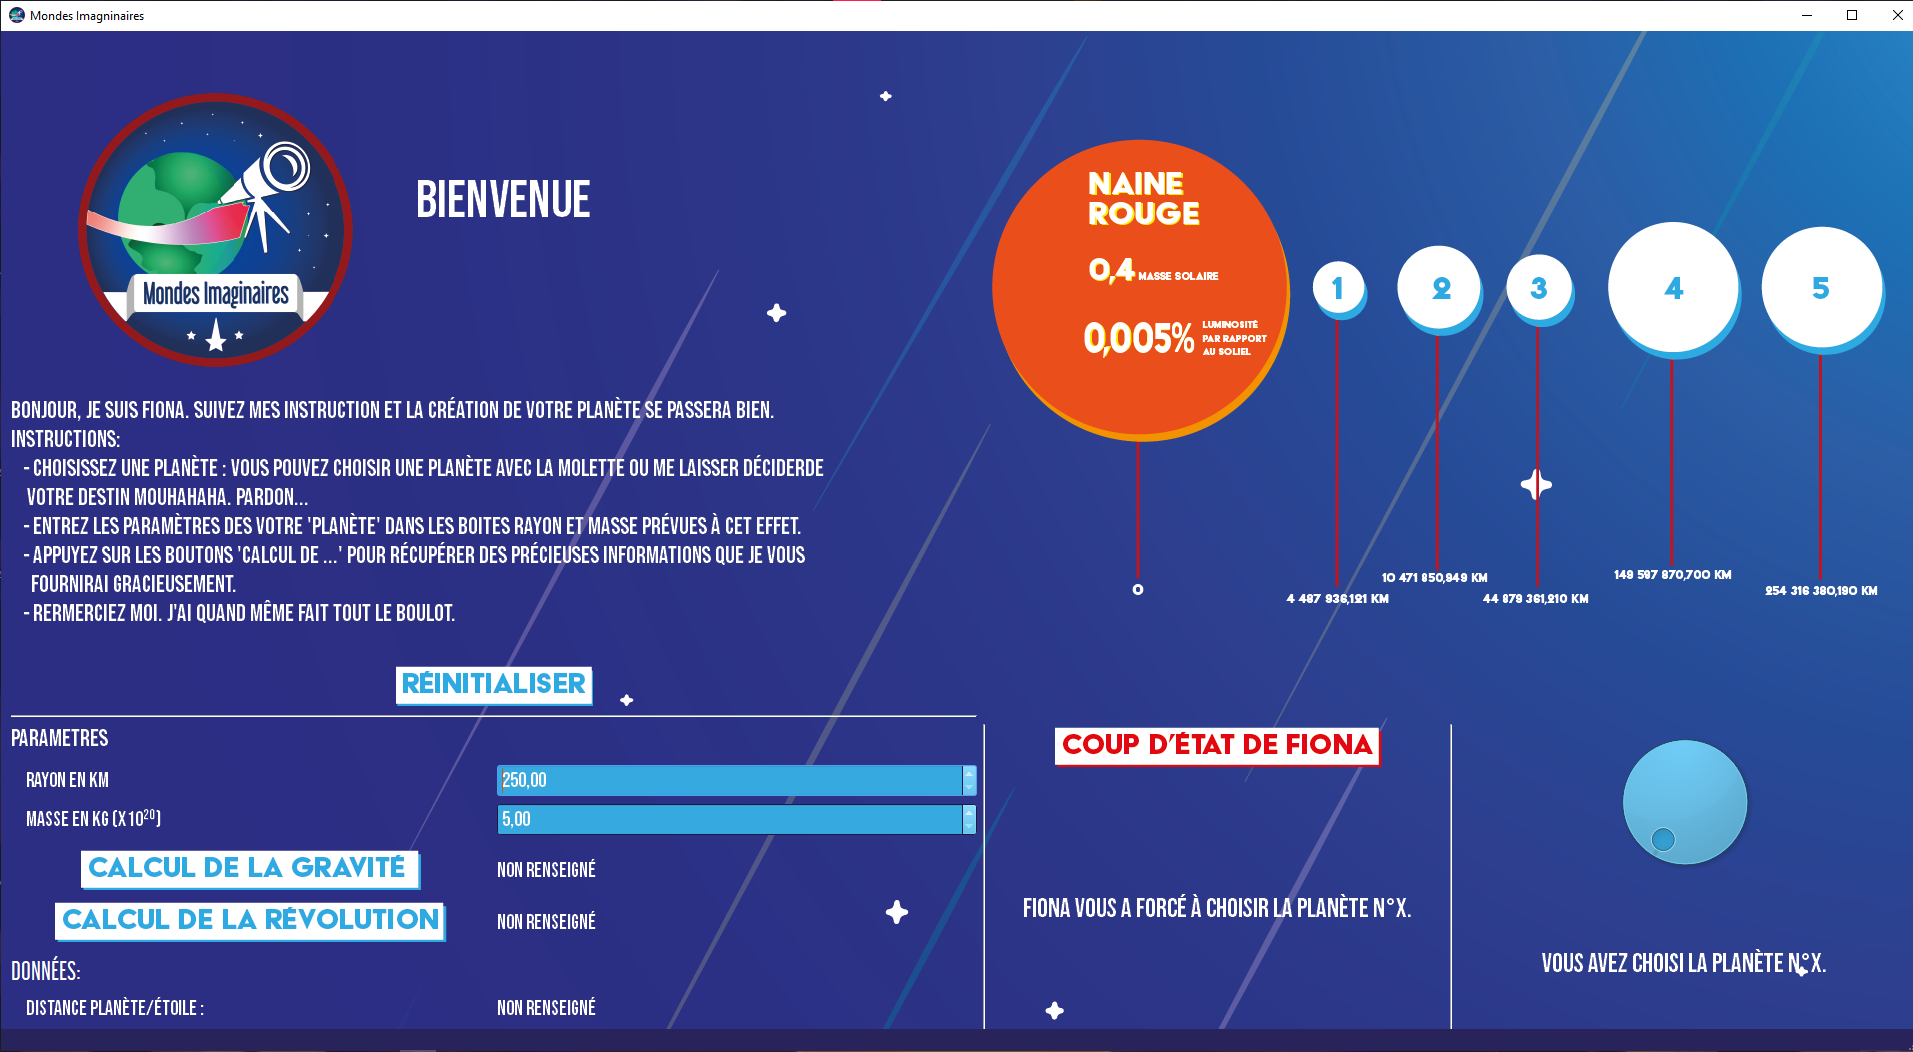 Mondes Imagninaires
Mondes Imaginaires
BIENVENUE
BONJOUR, JE SUIS FIONA. SUIVEZ MES INSTRUCTION ET LA CRÉATION DE VOTRE PLANÈTE SE PASSERA BIEN.
INSTRUCTIONS:
- CHOISISSEZ UNE PLANÈTE : VOUS POUVEZ CHOISIR UNE PLANÈTE AVEC LA MOLETTE OU ME LAISSER DÉCIDERDE
VOTRE DESTIN MOUHAHAHA. PARDON...
- ENTREZ LES PARAMÈTRES DES VOTRE 'PLANÈTE' DANS LES BOITES RAYON ET MASSE PRÉVUES À CET EFFET.
- APPUYEZ SUR LES BOUTONS 'CALCUL DE ...' POUR RÉCUPÉRER DES PRÉCIEUSES INFORMATIONS QUE JE VOUS
FOURNIRAI GRACIEUSEMENT.
- RERMERCIEZ MOI. J'AI QUAND MÊME FAIT TOUT LE BOULOT.
RÉINITIALISER
NAINE
ROUGE
0,4 MASSE SOLAIRE
0,005% LUMINOSITÉ
PAR RAPPORT
AU SOLIEL
1
2
3
4
5
0
4 487 936,121 KM
10 471 850,949 KM
44 879 361,210 KM
149 597 870,700 KM
254 316 380,190 KM
PARAMETRES
RAYON EN KM
250,00
MASSE EN KG (X10²⁰)
5,00
CALCUL DE LA GRAVITÉ
NON RENSEIGNÉ
CALCUL DE LA RÉVOLUTION
NON RENSEIGNÉ
DONNÉES:
DISTANCE PLANÈTE/ÉTOILE :
NON RENSEIGNÉ
COUP D'ÉTAT DE FIONA
FIONA VOUS A FORCÉ À CHOISIR LA PLANÈTE N°X.
VOUS AVEZ CHOISI LA PLANÈTE N°X.